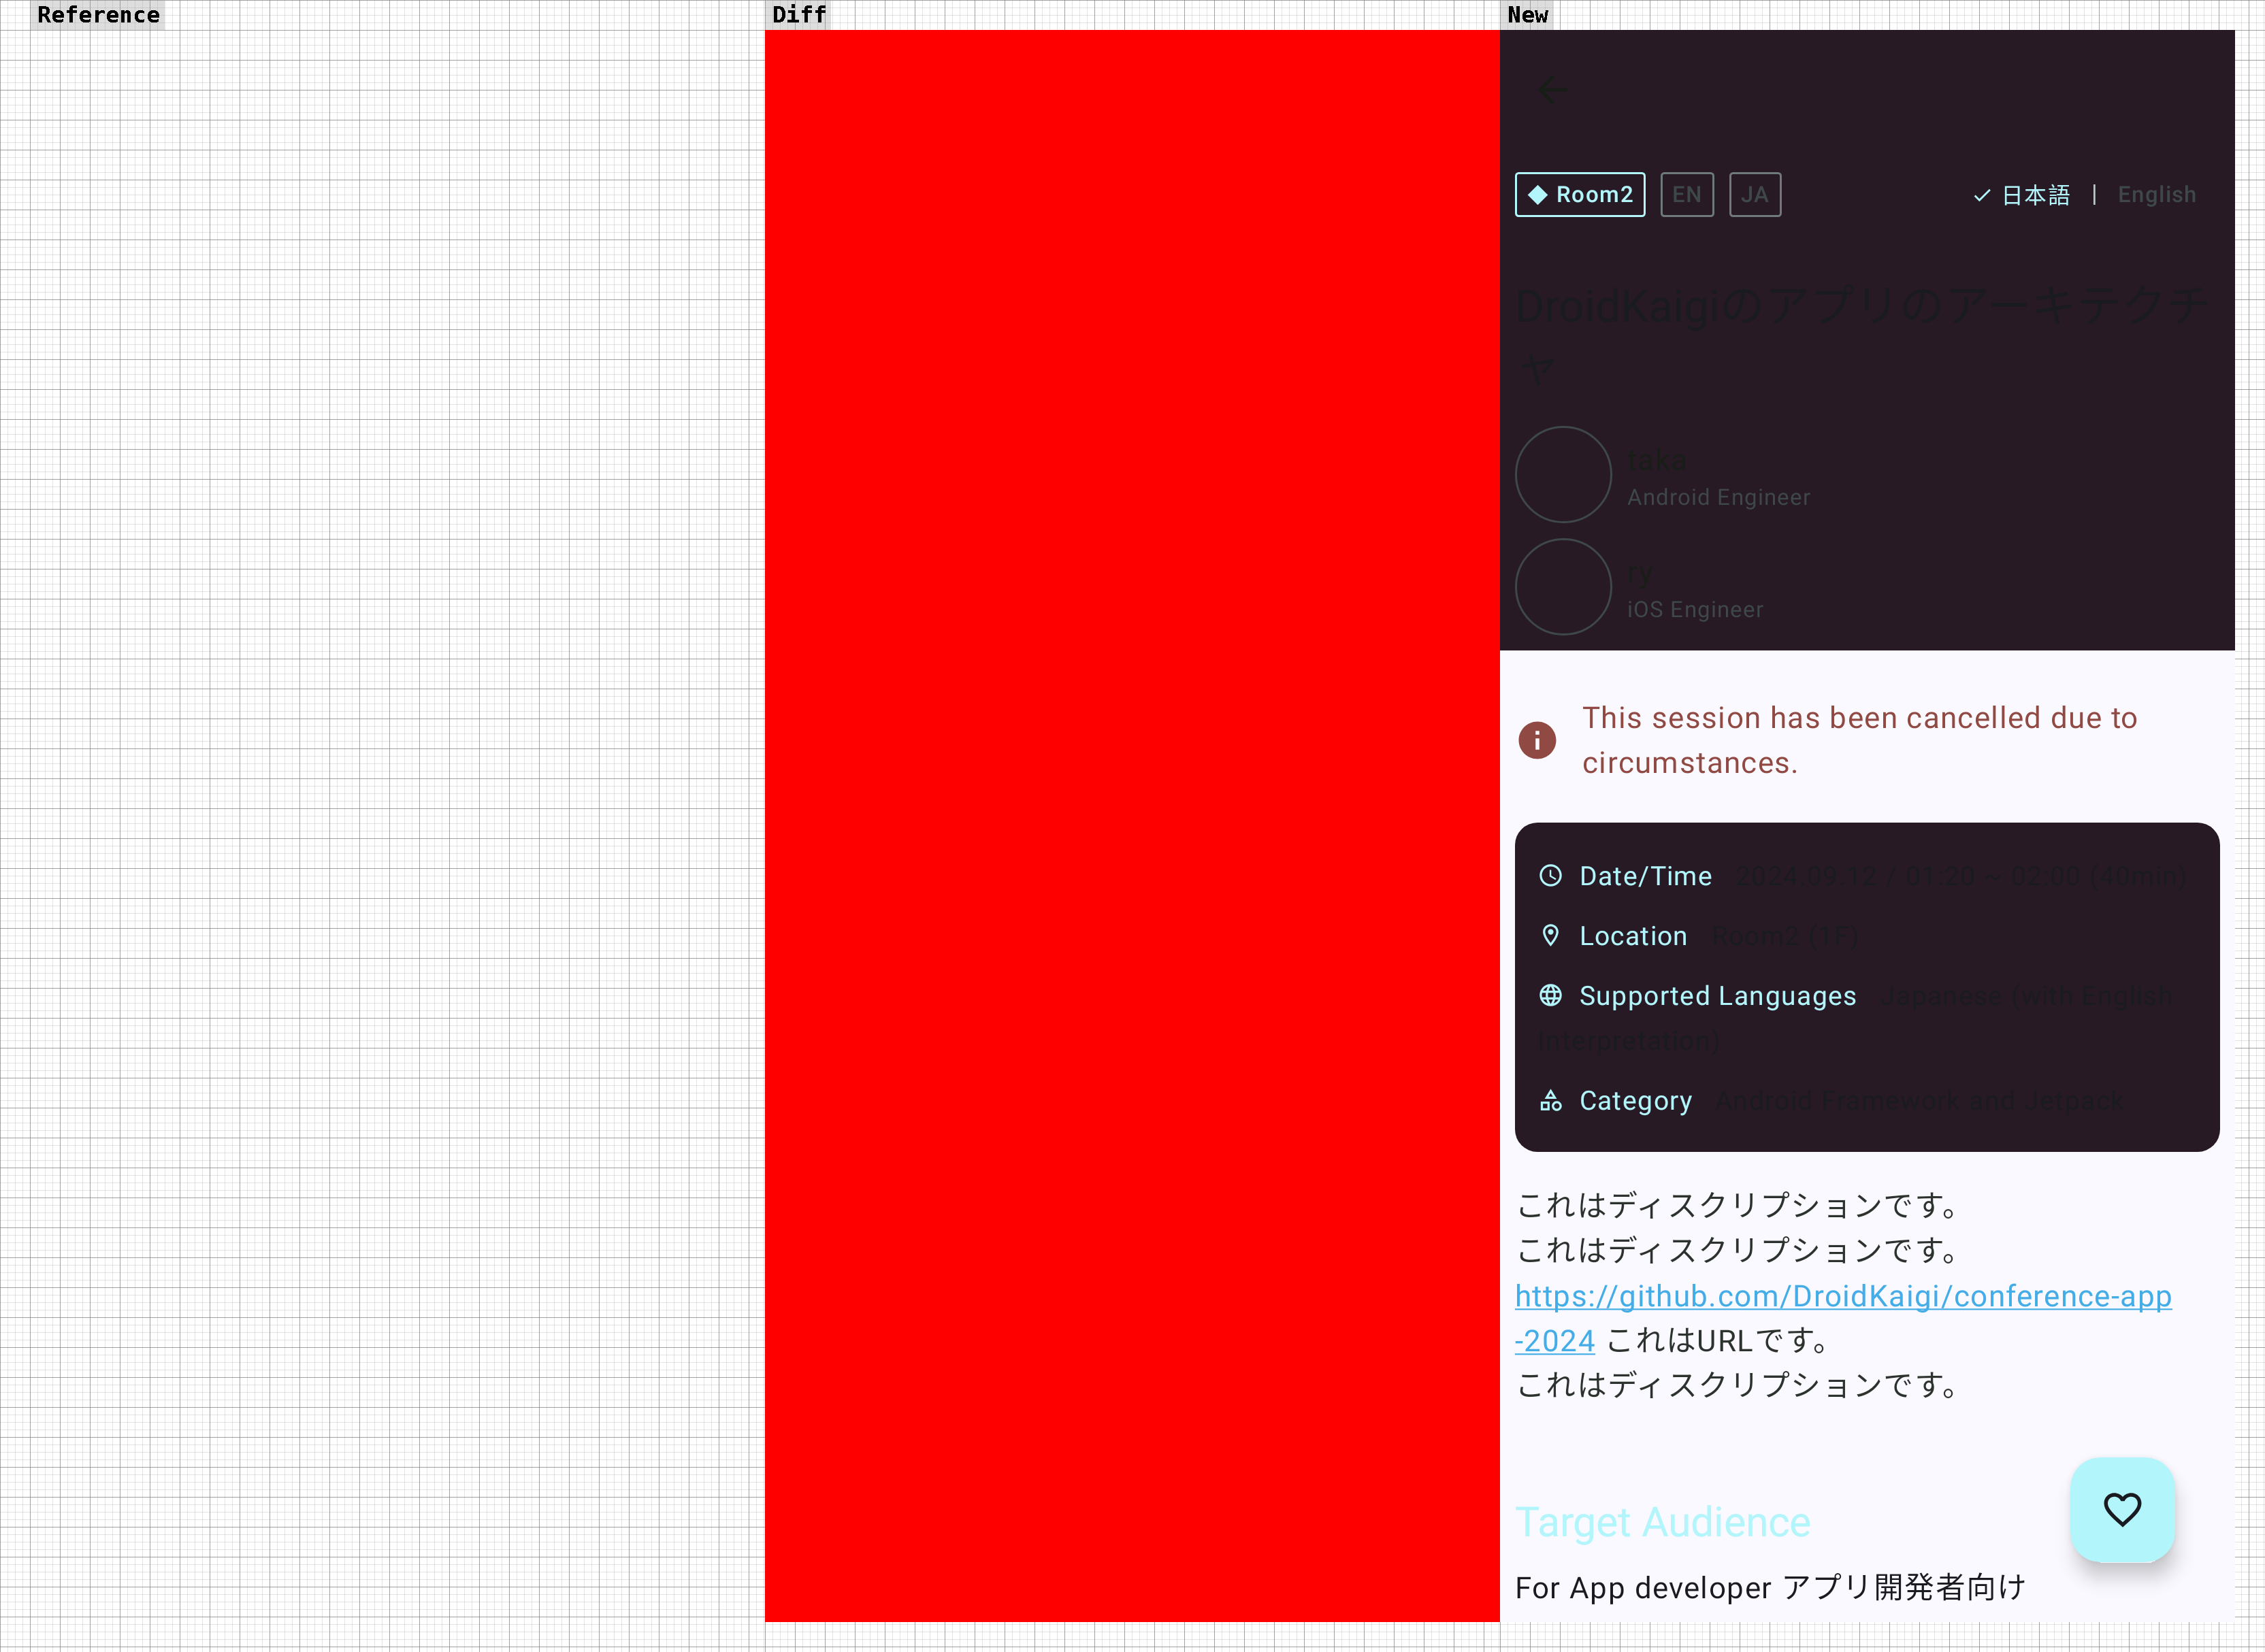 Reference
Diff
New
Room2 EN JA 日本語 | English
DroidKaigiのアプリのアーキテクチ
ャ
taka
Android Engineer
ry
iOS Engineer
This session has been cancelled due to
circumstances.
Date/Time 2024.09.12 / 01:20 ~ 02:00 (40min)
Location Room2 (1F)
Supported Languages Japanese (with English
interpretation)
Category Android Framework and Jetpack
これはディスクリプションです。
これはディスクリプションです。
https://github.com/DroidKaigi/conference-app
-2024 これはURLです。
これはディスクリプションです。
Target Audience
For App developer アプリ開発者向け